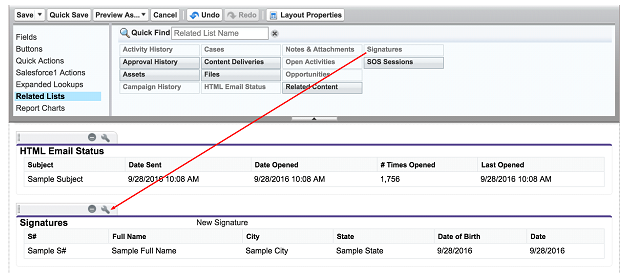 Save Quick Save Preview As... Cancel Undo Redo Layout Properties
Fields
Buttons
Quick Actions
Salesforce1 Actions
Expanded Lookups
Related Lists
Report Charts
Quick Find Related List Name
Activity History Cases Notes & Attachments Signatures
Approval History Content Deliveries Open Activities SOS Sessions
Assets Files Opportunities
Campaign History HTML Email Status Related Content
HTML Email Status
Subject Date Sent Date Opened # Times Opened Last Opened
Sample Subject 9/28/2016 10:08 AM 9/28/2016 10:08 AM 1,756 9/28/2016 10:08 AM
Signatures New Signature
S# Full Name City State Date of Birth Date
Sample S# Sample Full Name Sample City Sample State 9/28/2016 9/28/2016